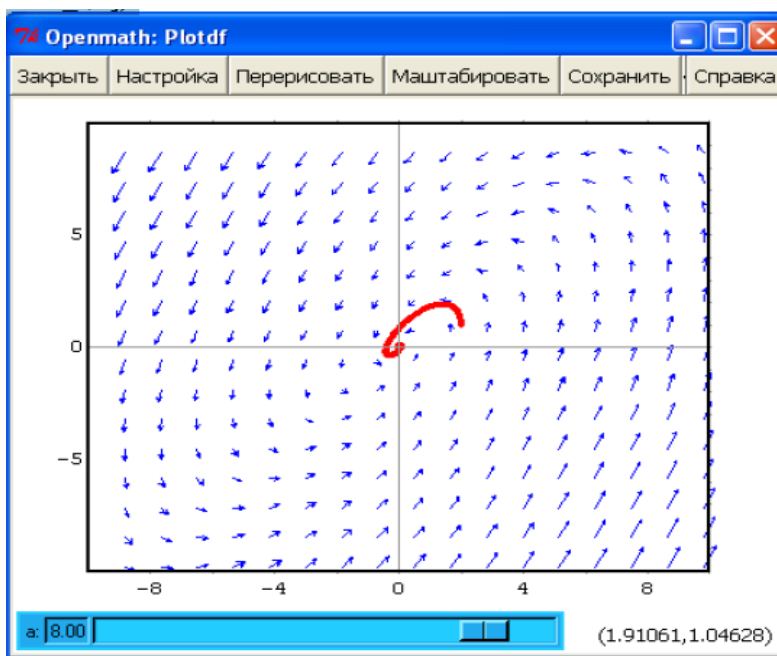 Openmath: Plotdf
Закрыть Настройка Перерисовать Маштабировать Сохранить Справка
5
0
-5
-8 -4 0 4 8
a: 8.00
(1.91061,1.04628)